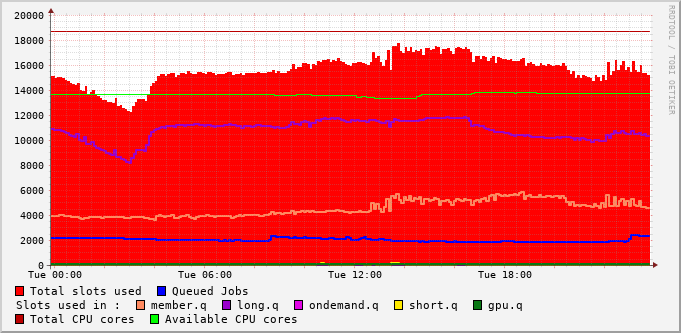 20000
18000
16000
14000
12000
10000
8000
6000
4000
2000
0
Tue 00:00 Tue 06:00 Tue 12:00 Tue 18:00
Total slots used Queued Jobs
Slots used in : member.q long.q ondemand.q short.q gpu.q
Total CPU cores Available CPU cores
RRDTOOL / TOBI OETIKER